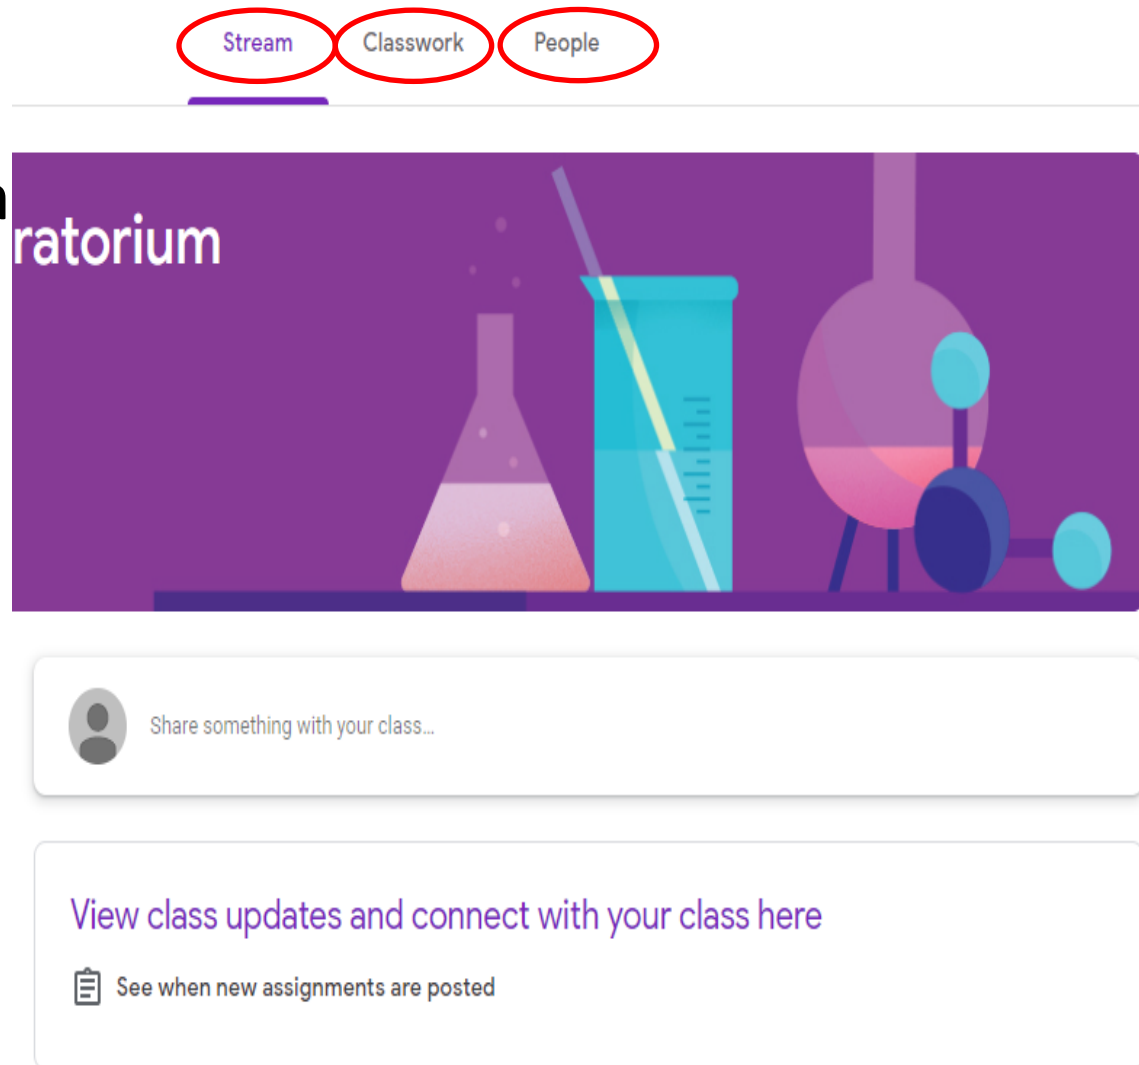 Stream Classwork People
ratorium
Share something with your class...
View class updates and connect with your class here
See when new assignments are posted